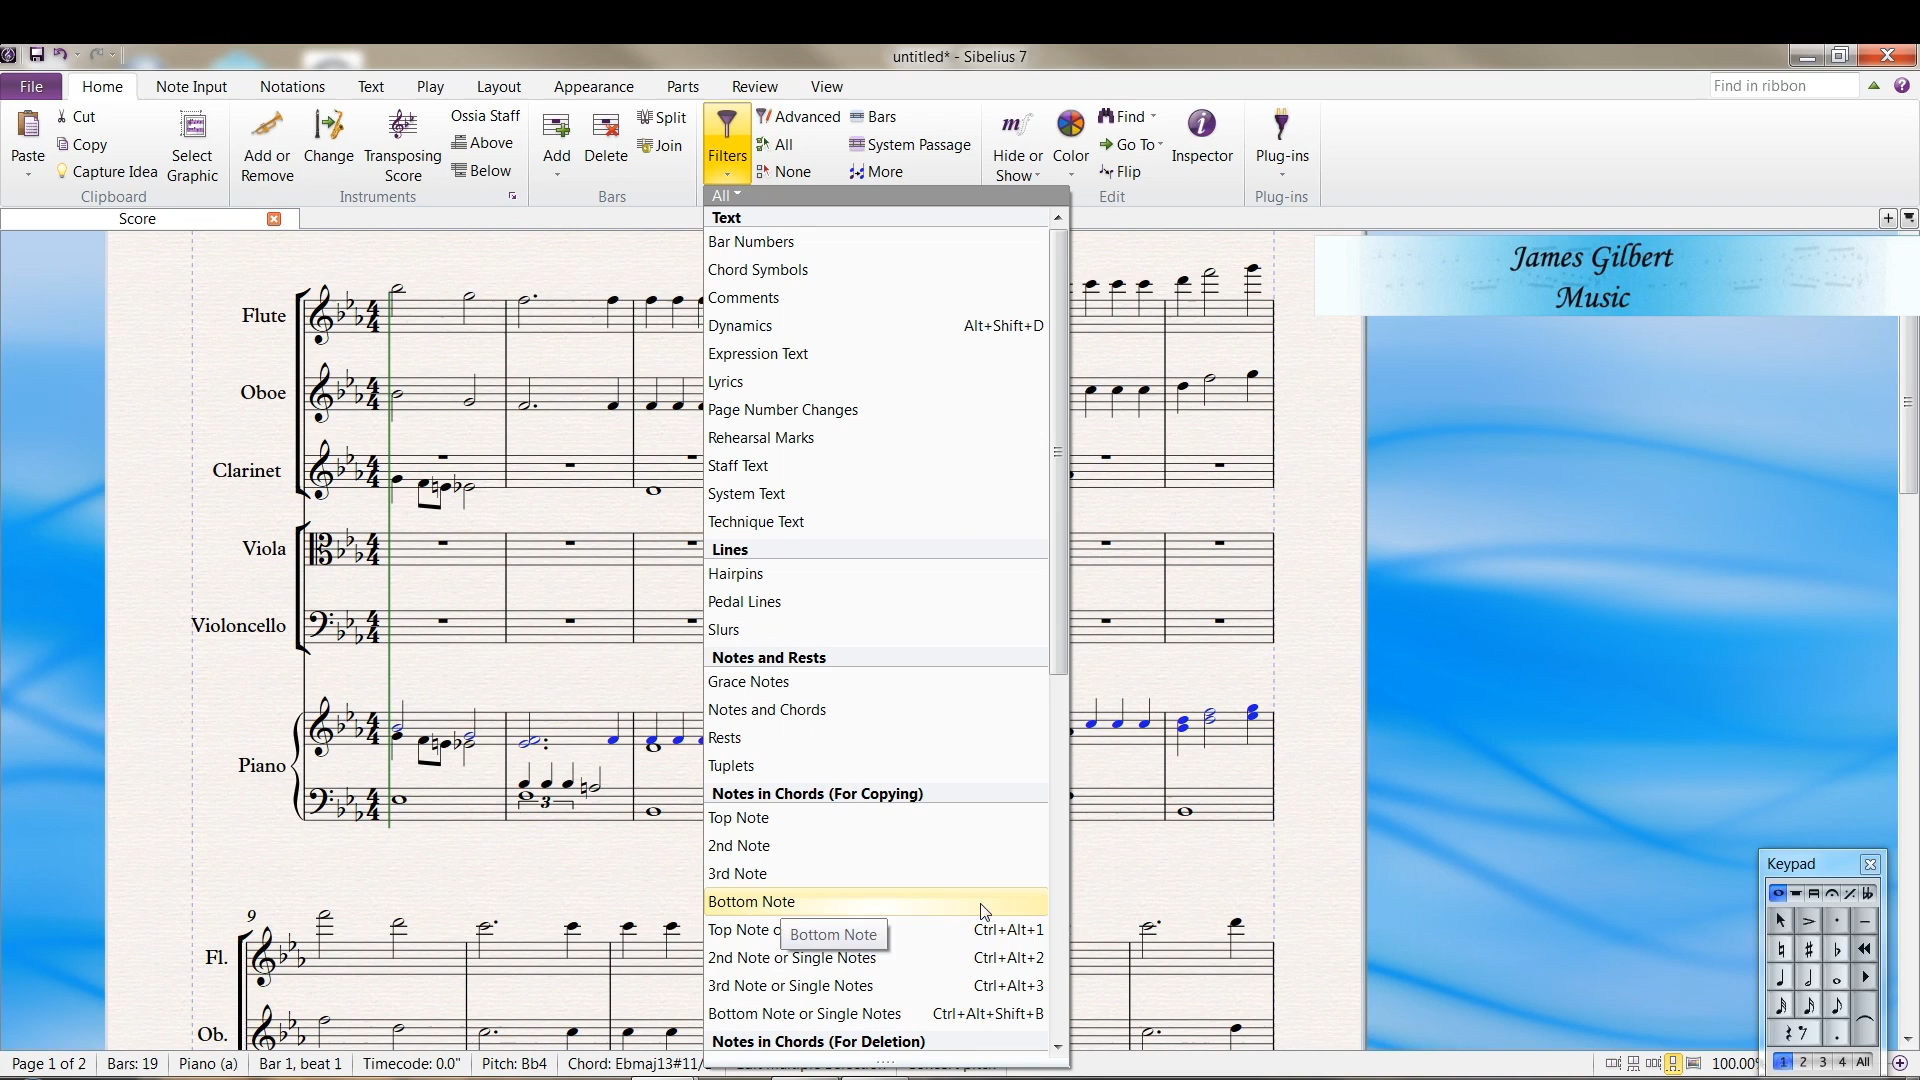 untitled* - Sibelius 7
File Home Note Input Notations Text Play Layout Appearance Parts Review View Find in ribbon
Paste
Cut
Copy
Capture Idea
Select Graphic
Clipboard
Add or Remove
Change
Transposing Score
Instruments
Ossia Staff
Above
Below
Add
Delete
Split
Join
Bars
Filters
Advanced
All
None
Bars
System Passage
More
Hide or Show
Color
Find
Go To
Flip
Inspector
Edit
Plug-ins
Plug-ins
Score
All
Text
Bar Numbers
Chord Symbols
Comments
Dynamics Alt+Shift+D
Expression Text
Lyrics
Page Number Changes
Rehearsal Marks
Staff Text
System Text
Technique Text
Lines
Hairpins
Pedal Lines
Slurs
Notes and Rests
Grace Notes
Notes and Chords
Rests
Tuplets
Notes in Chords (For Copying)
Top Note
2nd Note
3rd Note
Bottom Note
Top Note o Ctrl+Alt+1
Bottom Note
2nd Note or Single Notes Ctrl+Alt+2
3rd Note or Single Notes Ctrl+Alt+3
Bottom Note or Single Notes Ctrl+Alt+Shift+B
Notes in Chords (For Deletion)
James Gilbert
Music
Flute
Oboe
Clarinet
Viola
Violoncello
Piano
3
9
Fl.
Ob.
Keypad
1 2 3 4 All
Page 1 of 2 Bars: 19 Piano (a) Bar 1, beat 1 Timecode: 0.0" Pitch: Bb4 Chord: Ebmaj13#11/ 100.00%